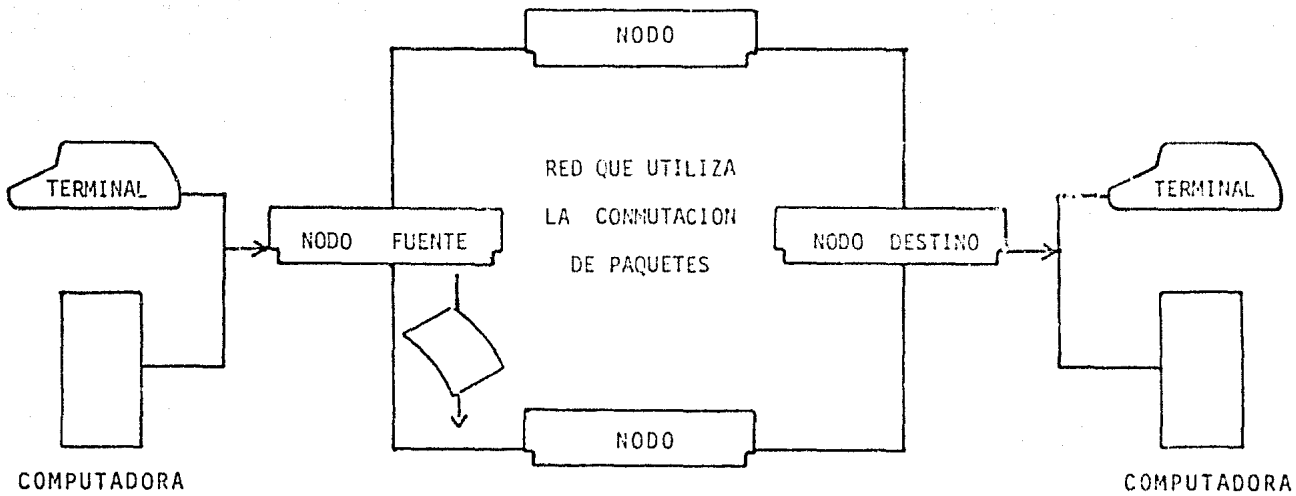 NODO
TERMINAL
TERMINAL
RED QUE UTILIZA
LA CONMUTACION
DE PAQUETES
NODO FUENTE
NODO DESTINO
NODO
COMPUTADORA
COMPUTADORA